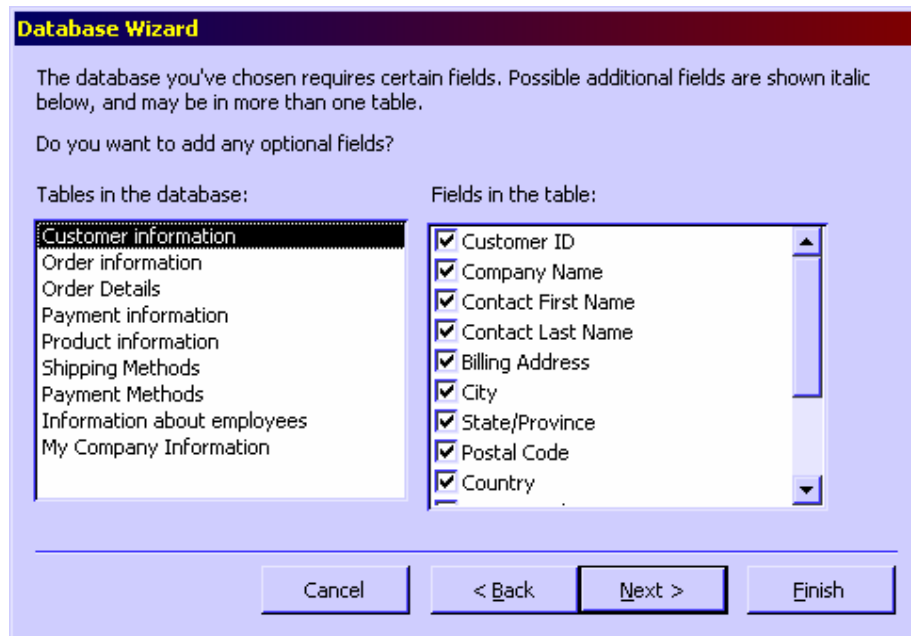 Database Wizard
The database you've chosen requires certain fields. Possible additional fields are shown italic
below, and may be in more than one table.
Do you want to add any optional fields?
Tables in the database:
Customer information
Order information
Order Details
Payment information
Product information
Shipping Methods
Payment Methods
Information about employees
My Company Information
Fields in the table:
Customer ID
Company Name
Contact First Name
Contact Last Name
Billing Address
City
State/Province
Postal Code
Country
Cancel
< Back
Next >
Finish